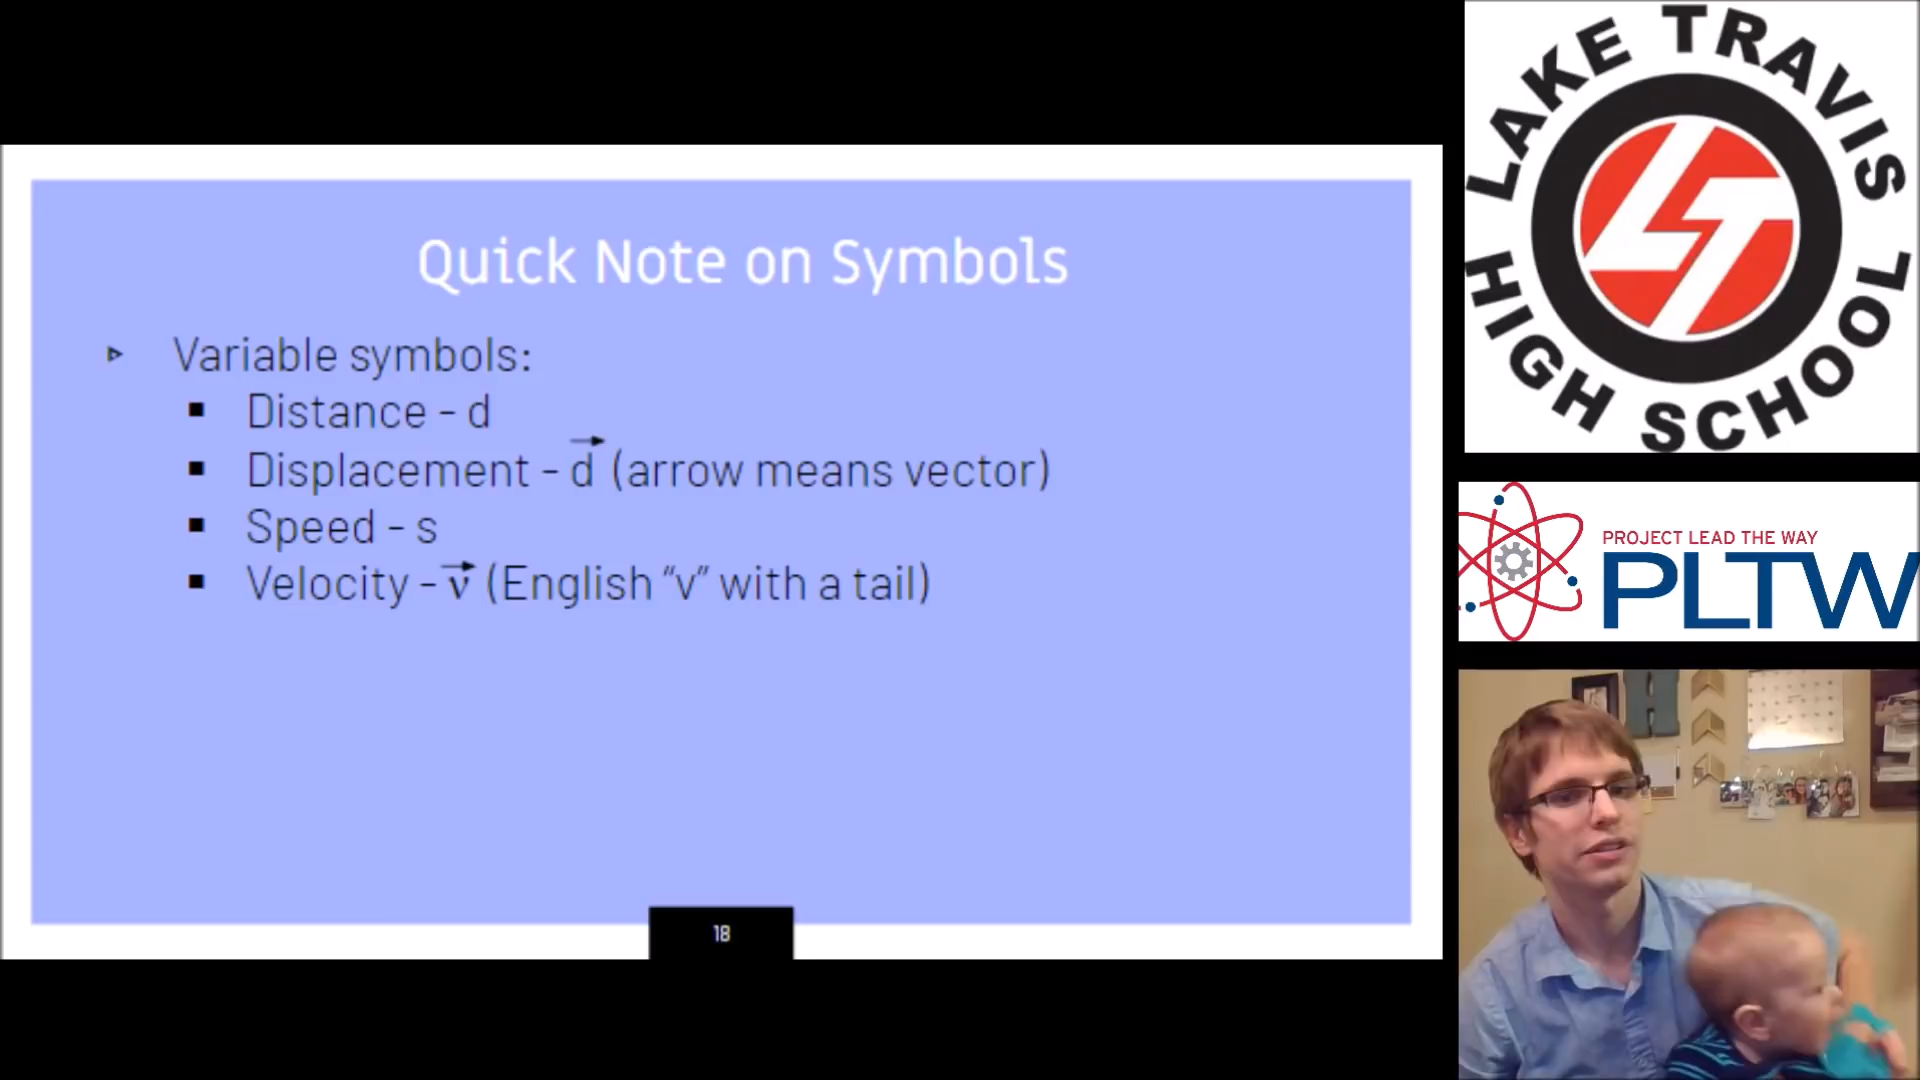 Quick Note on Symbols
▹ Variable symbols:
▪ Distance - d
▪ Displacement - d⃗ (arrow means vector)
▪ Speed - s
▪ Velocity - v⃗ (English “v” with a tail)
18
LAKE TRAVIS
HIGH SCHOOL
LT
PROJECT LEAD THE WAY
PLTW
H